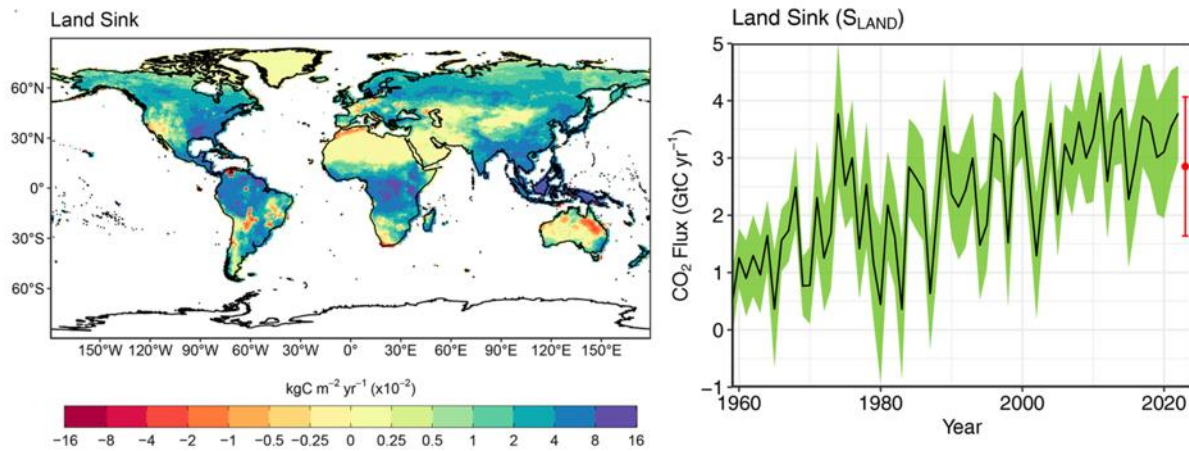 Land Sink
60°N
30°N
0°
30°S
60°S
150°W 120°W 90°W 60°W 30°W 0° 30°E 60°E 90°E 120°E 150°E
kgC m⁻² yr⁻¹ (x10⁻²)
−16 −8 −4 −2 −1 −0.5 −0.25 0 0.25 0.5 1 2 4 8 16
Land Sink (S_LAND)
CO₂ Flux (GtC yr⁻¹)
5
4
3
2
1
0
−1
1960 1980 2000 2020
Year